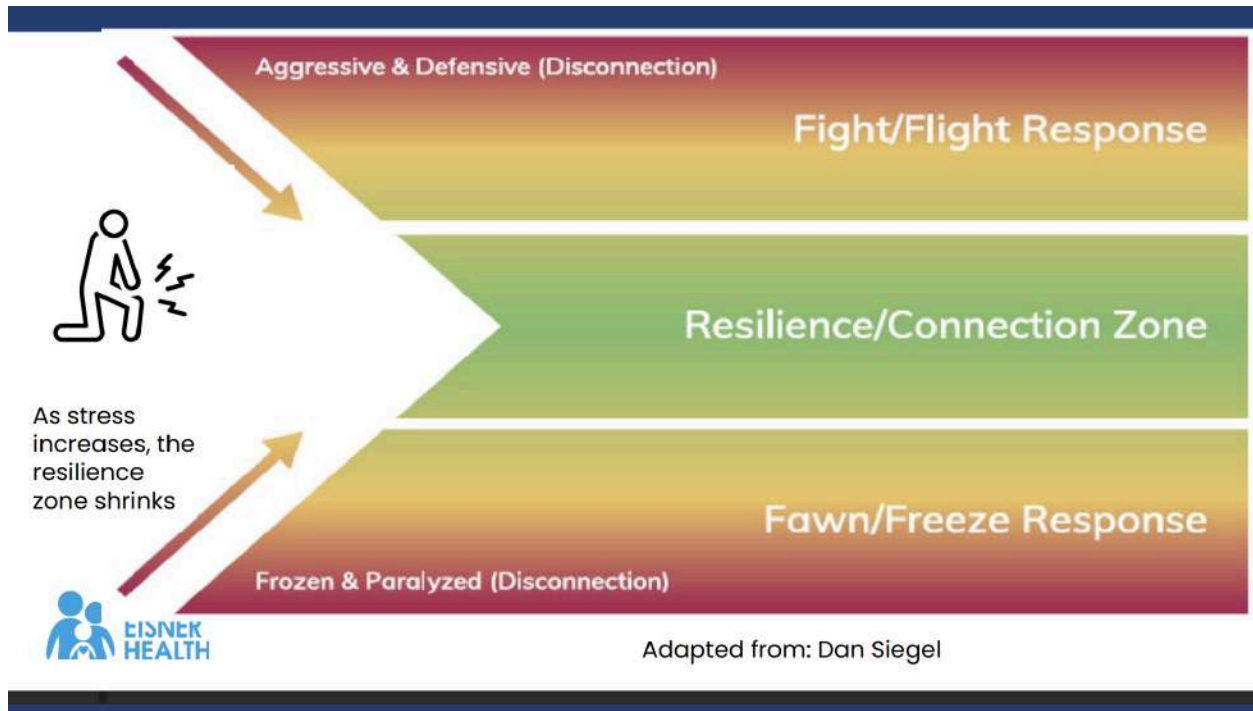 Aggressive & Defensive (Disconnection)
Fight/Flight Response
Resilience/Connection Zone
As stress
increases, the
resilience
zone shrinks
Fawn/Freeze Response
Frozen & Paralyzed (Disconnection)
EISNER
HEALTH
Adapted from: Dan Siegel